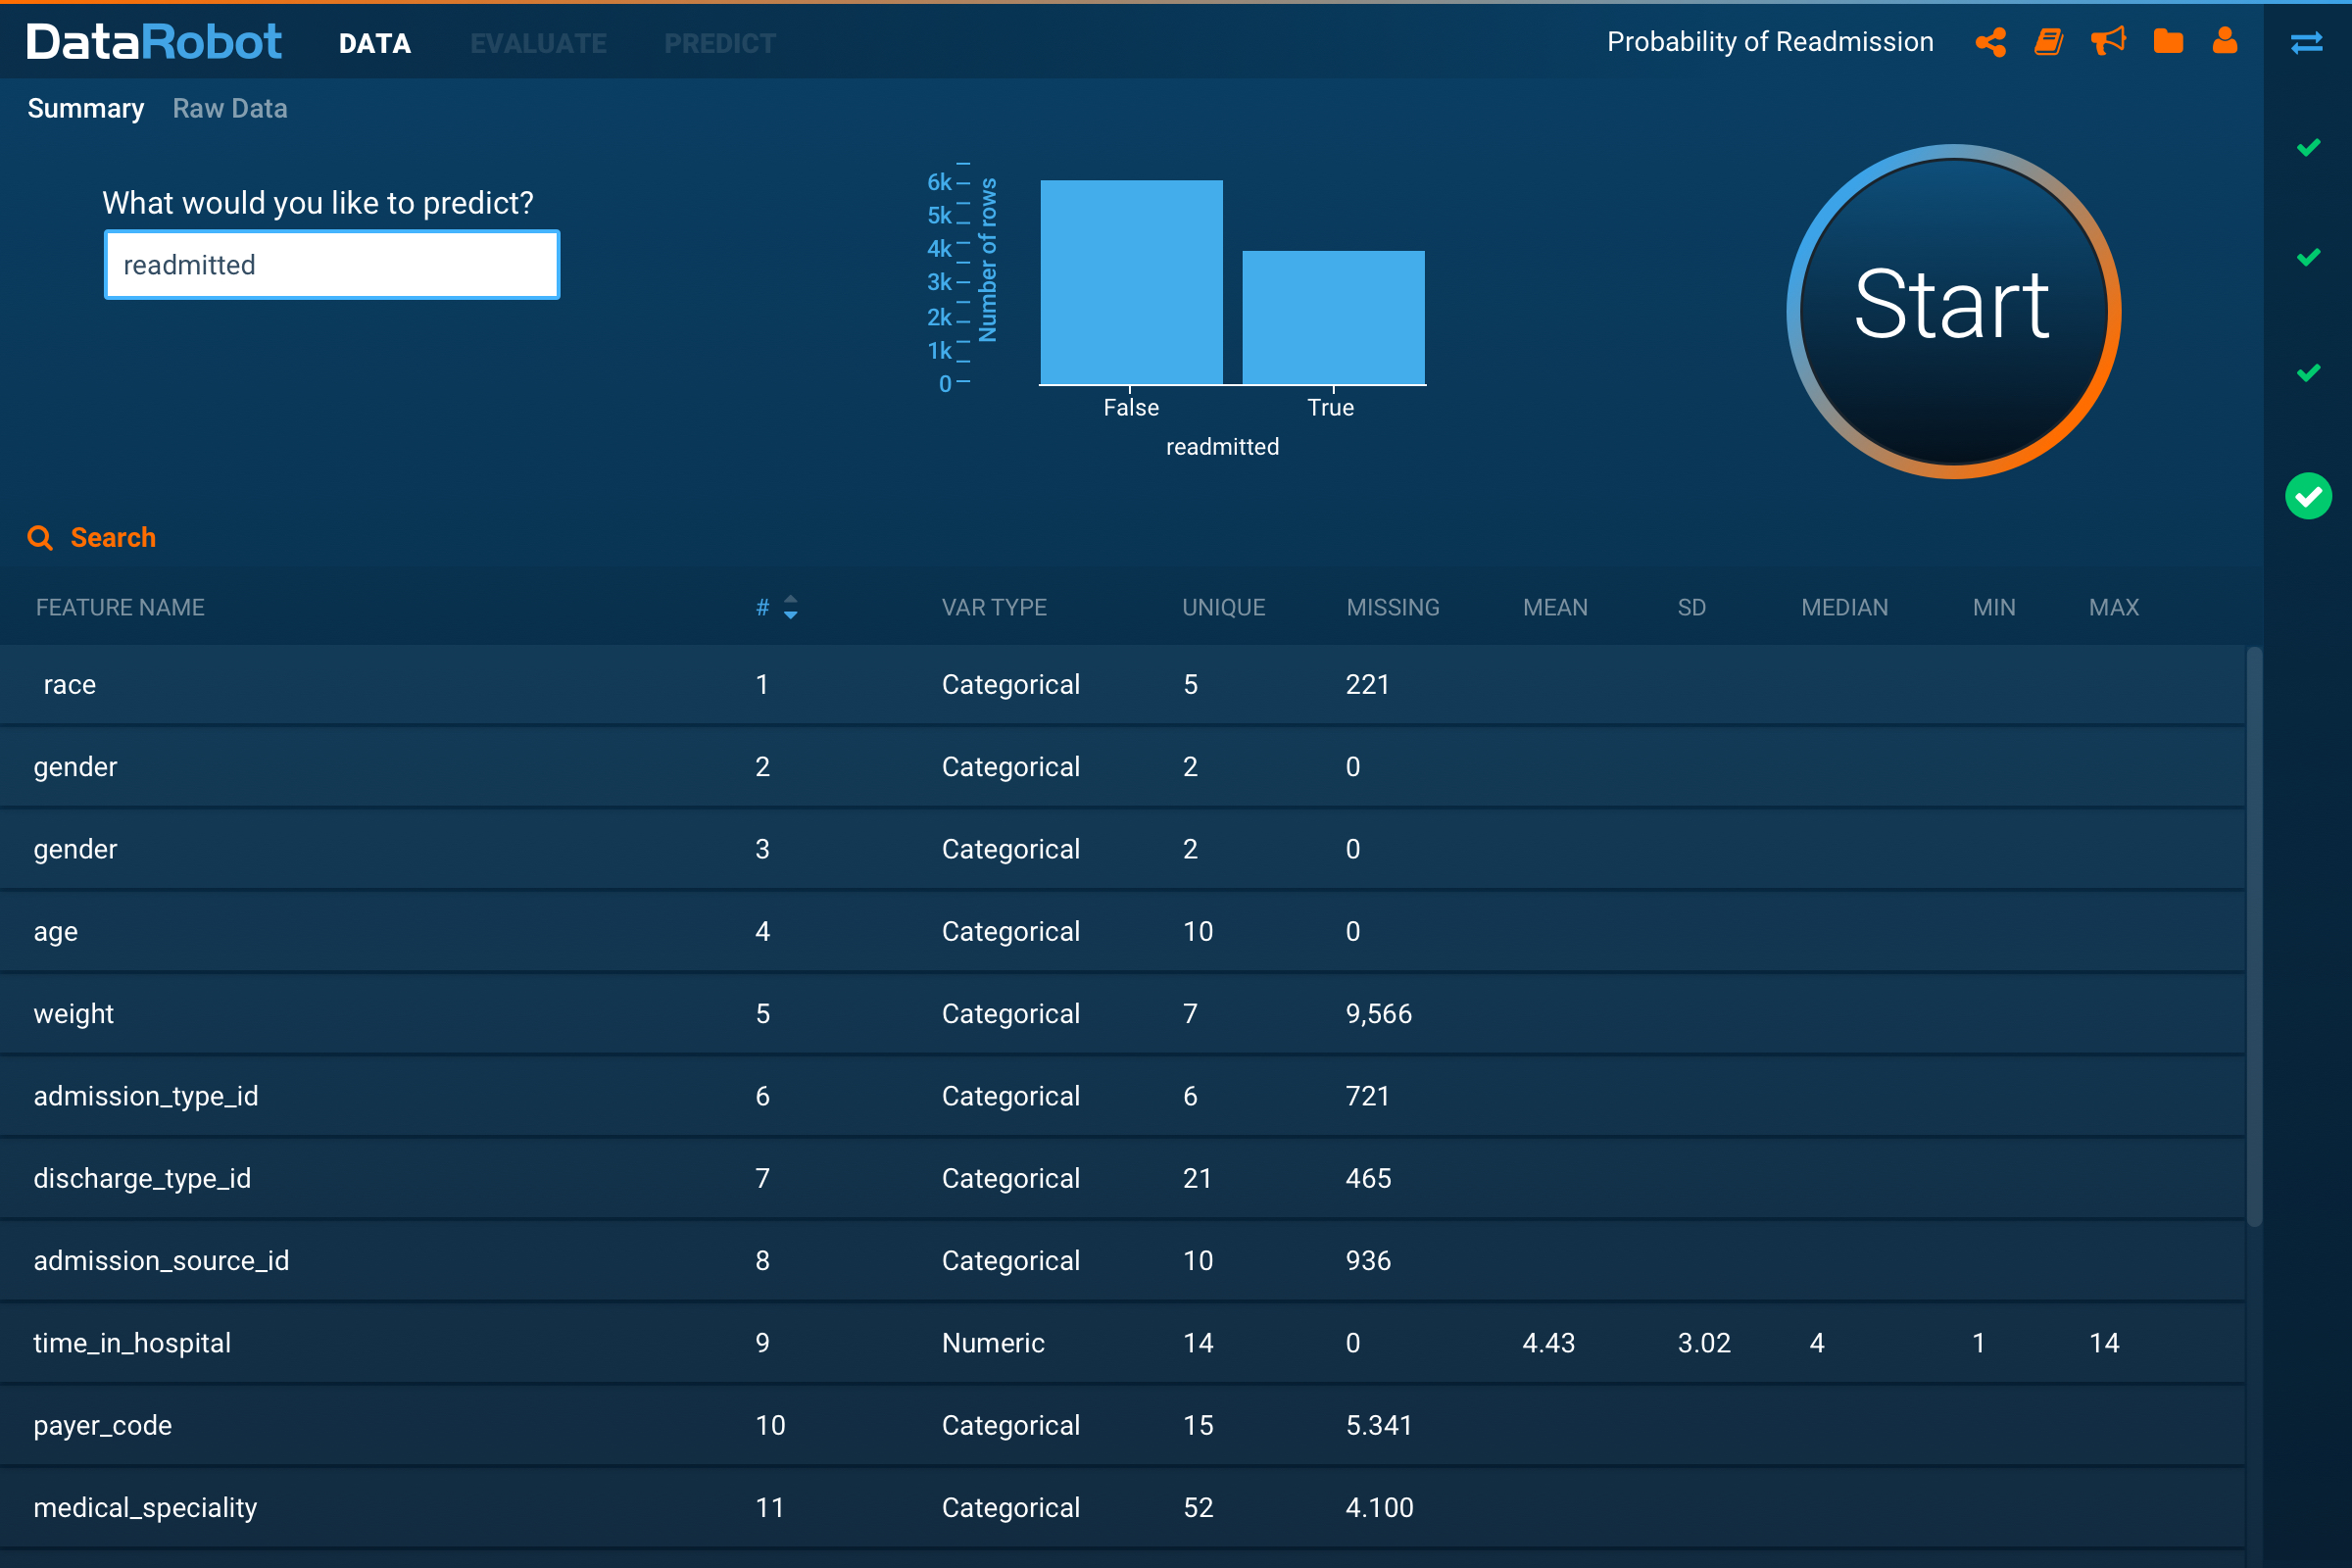 DataRobot DATA EVALUATE PREDICT Probability of Readmission
Summary Raw Data
What would you like to predict?
readmitted
6k
5k
4k
3k
2k
1k
0
Number of rows
False True
readmitted
Start
Search
FEATURE NAME # VAR TYPE UNIQUE MISSING MEAN SD MEDIAN MIN MAX
race 1 Categorical 5 221
gender 2 Categorical 2 0
gender 3 Categorical 2 0
age 4 Categorical 10 0
weight 5 Categorical 7 9,566
admission_type_id 6 Categorical 6 721
discharge_type_id 7 Categorical 21 465
admission_source_id 8 Categorical 10 936
time_in_hospital 9 Numeric 14 0 4.43 3.02 4 1 14
payer_code 10 Categorical 15 5.341
medical_speciality 11 Categorical 52 4.100